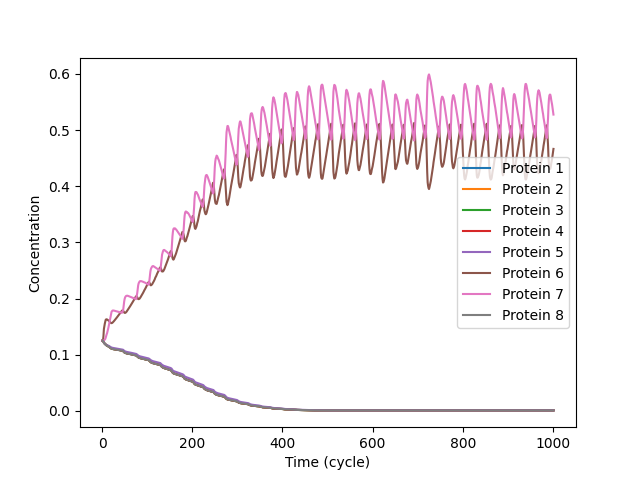 0.6
0.5
0.4
0.3
0.2
0.1
0.0
Concentration
0 200 400 600 800 1000
Time (cycle)
Protein 1
Protein 2
Protein 3
Protein 4
Protein 5
Protein 6
Protein 7
Protein 8